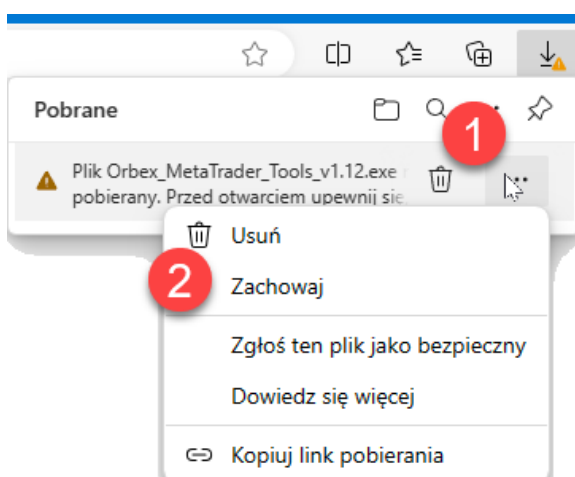 Pobrane
1
Plik Orbex_MetaTrader_Tools_v1.12.exe
pobierany. Przed otwarciem upewnij się
Usuń
2
Zachowaj
Zgłoś ten plik jako bezpieczny
Dowiedz się więcej
Kopiuj link pobierania